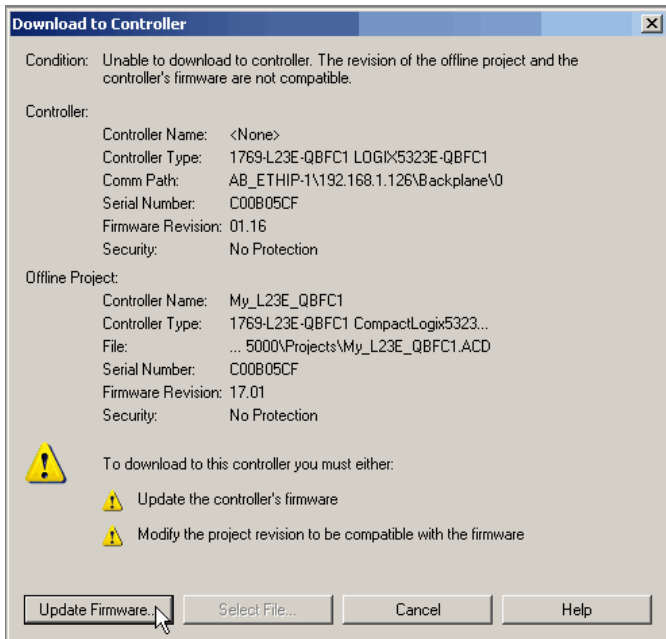 Download to Controller
Condition: Unable to download to controller. The revision of the offline project and the
controller's firmware are not compatible.
Controller:
Controller Name: <None>
Controller Type: 1769-L23E-QBFC1 LOGIX5323E-QBFC1
Comm Path: AB_ETHIP-1\192.168.1.126\Backplane\0
Serial Number: C00B05CF
Firmware Revision: 01.16
Security: No Protection
Offline Project:
Controller Name: My_L23E_QBFC1
Controller Type: 1769-L23E-QBFC1 CompactLogix5323...
File: ... 5000\Projects\My_L23E_QBFC1.ACD
Serial Number: C00B05CF
Firmware Revision: 17.01
Security: No Protection
To download to this controller you must either:
Update the controller's firmware
Modify the project revision to be compatible with the firmware
Update Firmware... Select File... Cancel Help